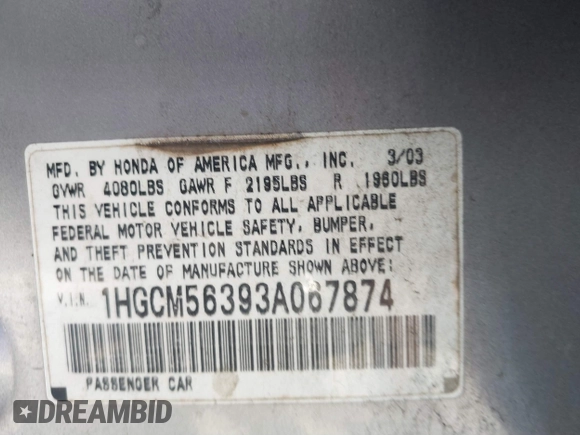 MFD. BY HONDA OF AMERICA MFG., INC. 3/03
GVWR 4080LBS GAWR F 2195LBS R 1960LBS
THIS VEHICLE CONFORMS TO ALL APPLICABLE
FEDERAL MOTOR VEHICLE SAFETY, BUMPER,
AND THEFT PREVENTION STANDARDS IN EFFECT
ON THE DATE OF MANUFACTURE SHOWN ABOVE:
V.I.N. 1HGCM56393A067874
PASSENGER CAR
DREAMBID